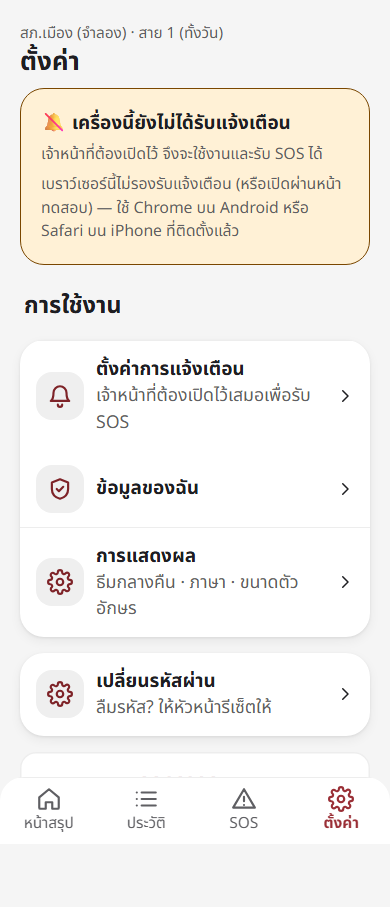 สภ.เมือง (จำลอง) · สาย 1 (ทั้งวัน)
ตั้งค่า
เครื่องนี้ยังไม่ได้รับแจ้งเตือน
เจ้าหน้าที่ต้องเปิดไว้ จึงจะใช้งานและรับ SOS ได้
เบราว์เซอร์นี้ไม่รองรับแจ้งเตือน (หรือเปิดผ่านหน้า
ทดสอบ) — ใช้ Chrome บน Android หรือ
Safari บน iPhone ที่ติดตั้งแล้ว
การใช้งาน
ตั้งค่าการแจ้งเตือน
เจ้าหน้าที่ต้องเปิดไว้เสมอเพื่อรับ
SOS
ข้อมูลของฉัน
การแสดงผล
ธีมกลางคืน · ภาษา · ขนาดตัว
อักษร
เปลี่ยนรหัสผ่าน
ลืมรหัส? ให้หัวหน้ารีเซ็ตให้
หน้าสรุป
ประวัติ
SOS
ตั้งค่า